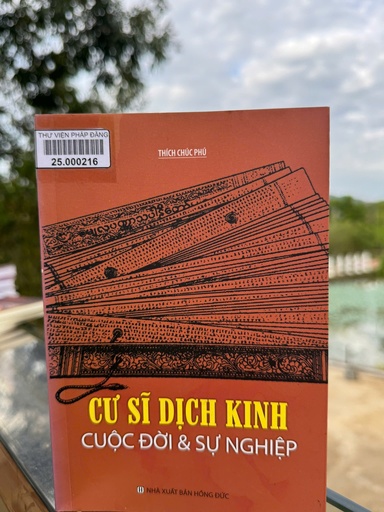 THƯ VIỆN PHÁP ĐĂNG
25.000216
THÍCH CHÚC PHÚ
CƯ SĨ DỊCH KINH
CUỘC ĐỜI & SỰ NGHIỆP
NHÀ XUẤT BẢN HỒNG ĐỨC